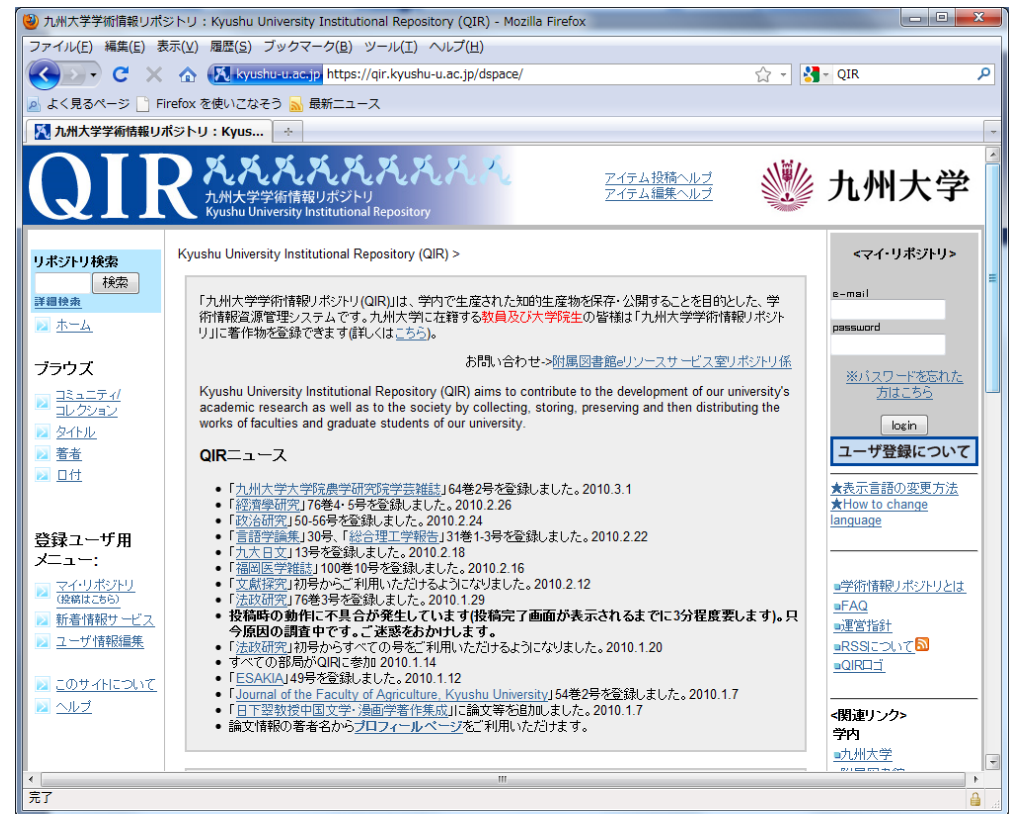 九州大学学術情報リポジトリ : Kyushu University Institutional Repository (QIR) - Mozilla Firefox
ファイル(F) 編集(E) 表示(V) 履歴(S) ブックマーク(B) ツール(T) ヘルプ(H)
kyushu-u.ac.jp https://qir.kyushu-u.ac.jp/dspace/
QIR
よく見るページ Firefox を使いこなそう 最新ニュース
九州大学学術情報リポジトリ : Kyus...
QIR
九州大学学術情報リポジトリ
Kyushu University Institutional Repository
アイテム投稿ヘルプ
アイテム編集ヘルプ
九州大学
リポジトリ検索
検索
詳細検索
ホーム
ブラウズ
コミュニティ/
コレクション
タイトル
著者
日付
登録ユーザ用
メニュー:
マイ・リポジトリ
(投稿はこちら)
新着情報サービス
ユーザ情報編集
このサイトについて
ヘルプ
Kyushu University Institutional Repository (QIR) >
「九州大学学術情報リポジトリ(QIR)」は、学内で生産された知的生産物を保存・公開することを目的とした、学
術情報資源管理システムです。九州大学に在籍する教員及び大学院生の皆様は「九州大学学術情報リポジト
リ」に著作物を登録できます(詳しくはこちら)。
お問い合わせ->附属図書館eリソースサービス室リポジトリ係
Kyushu University Institutional Repository (QIR) aims to contribute to the development of our university's
academic research as well as to the society by collecting, storing, preserving and then distributing the
works of faculties and graduate students of our university.
QIRニュース
• 「九州大学大学院農学研究院学芸雑誌」64巻2号を登録しました。2010.3.1
• 「經濟學研究」76巻4・5号を登録しました。2010.2.26
• 「政治研究」50-56号を登録しました。2010.2.24
• 「言語学論集」30号、「総合理工学報告」31巻1-3号を登録しました。2010.2.22
• 「九大日文」13号を登録しました。2010.2.18
• 「福岡医学雑誌」100巻10号を登録しました。2010.2.16
• 「文獻探究」初号からご利用いただけるようになりました。2010.2.12
• 「法政研究」76巻3号を登録しました。2010.1.29
• 投稿時の動作に不具合が発生しています(投稿完了画面が表示されるまでに3分程度要します)。只
今原因の調査中です。ご迷惑をおかけします。
• 「法政研究」初号からすべての号をご利用いただけるようになりました。2010.1.20
• すべての部局がQIRに参加 2010.1.14
• 「ESAKIA」49号を登録しました。2010.1.12
• 「Journal of the Faculty of Agriculture, Kyushu University」54巻2号を登録しました。2010.1.7
• 「日下翠教授中国文学・漫画学著作集成」に論文等を追加しました。2010.1.7
• 論文情報の著者名からプロフィールページをご利用いただけます。
<マイ・リポジトリ>
e-mail
password
※パスワードを忘れた
方はこちら
login
ユーザ登録について
★表示言語の変更方法
★How to change
language
学術情報リポジトリとは
FAQ
運営指針
RSSについて
QIRロゴ
<関連リンク>
学内
九州大学
完了